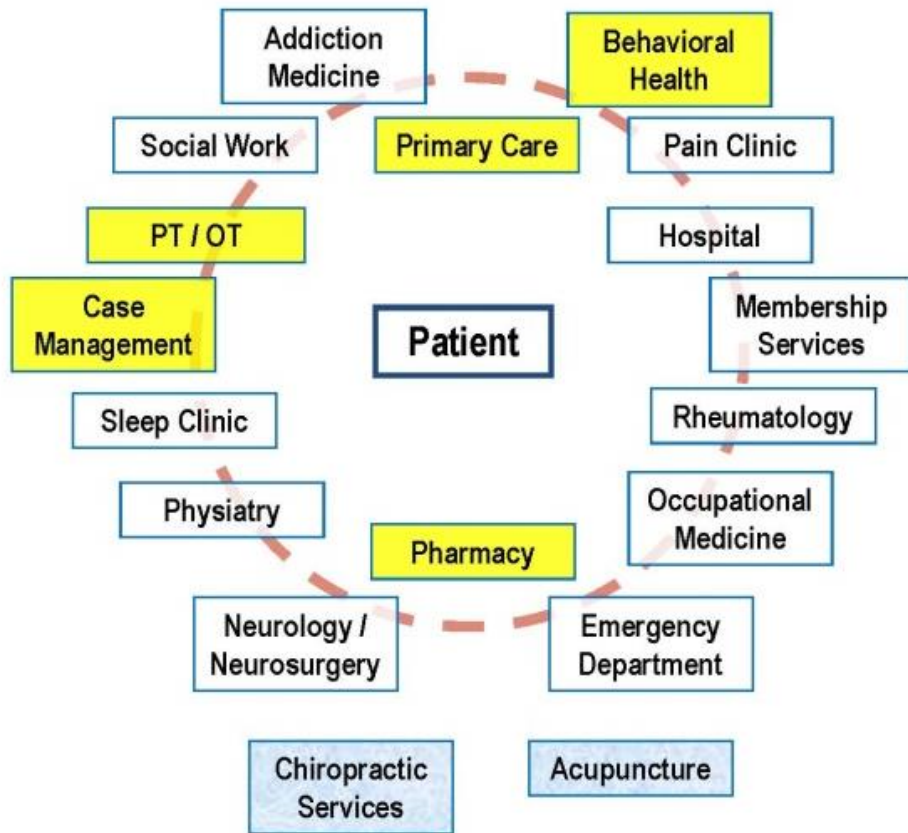 Addiction
Medicine
Behavioral
Health
Social Work
Primary Care
Pain Clinic
PT / OT
Hospital
Case
Management
Patient
Membership
Services
Sleep Clinic
Rheumatology
Physiatry
Occupational
Medicine
Pharmacy
Neurology /
Neurosurgery
Emergency
Department
Chiropractic
Services
Acupuncture